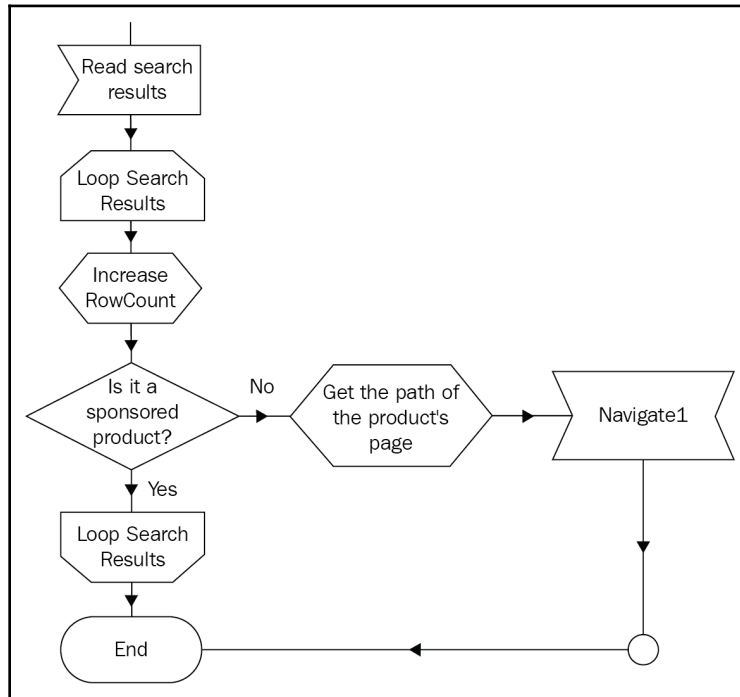 Read search
results
Loop Search
Results
Increase
RowCount
Is it a
sponsored
product?
No
Get the path of
the product's
page
Navigate1
Yes
Loop Search
Results
End